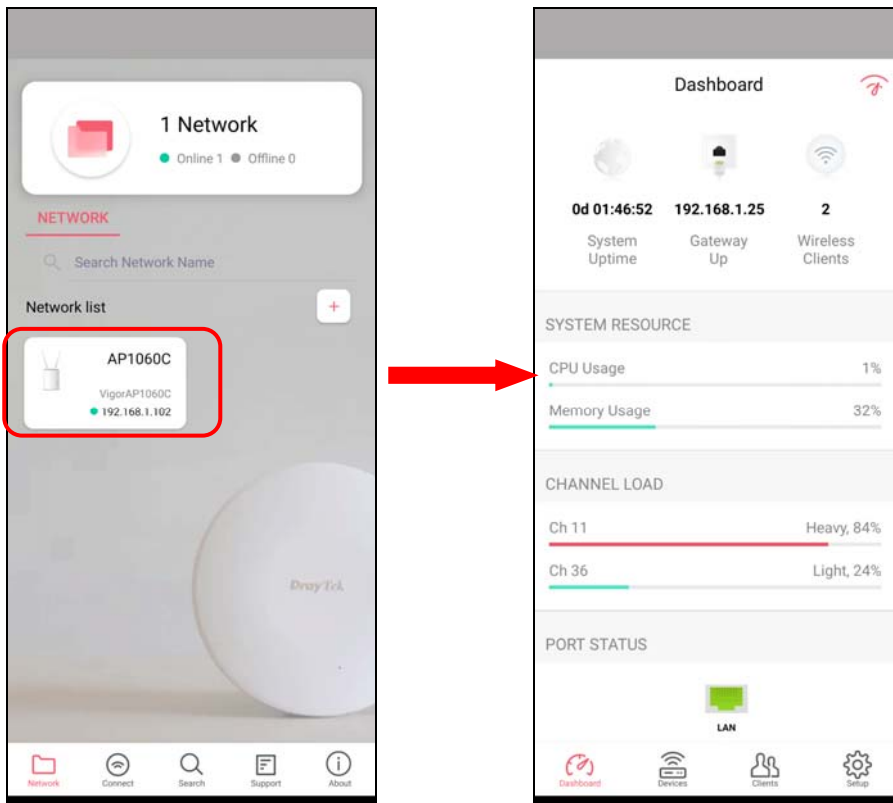 1 Network
Online 1 Offline 0
NETWORK
Search Network Name
Network list
+
AP1060C
VigorAP1060C
192.168.1.102
DrayTek
Network Connect Search Support About
Dashboard
0d 01:46:52 192.168.1.25 2
System Gateway Wireless
Uptime Up Clients
SYSTEM RESOURCE
CPU Usage 1%
Memory Usage 32%
CHANNEL LOAD
Ch 11 Heavy, 84%
Ch 36 Light, 24%
PORT STATUS
LAN
Dashboard Devices Clients Setup